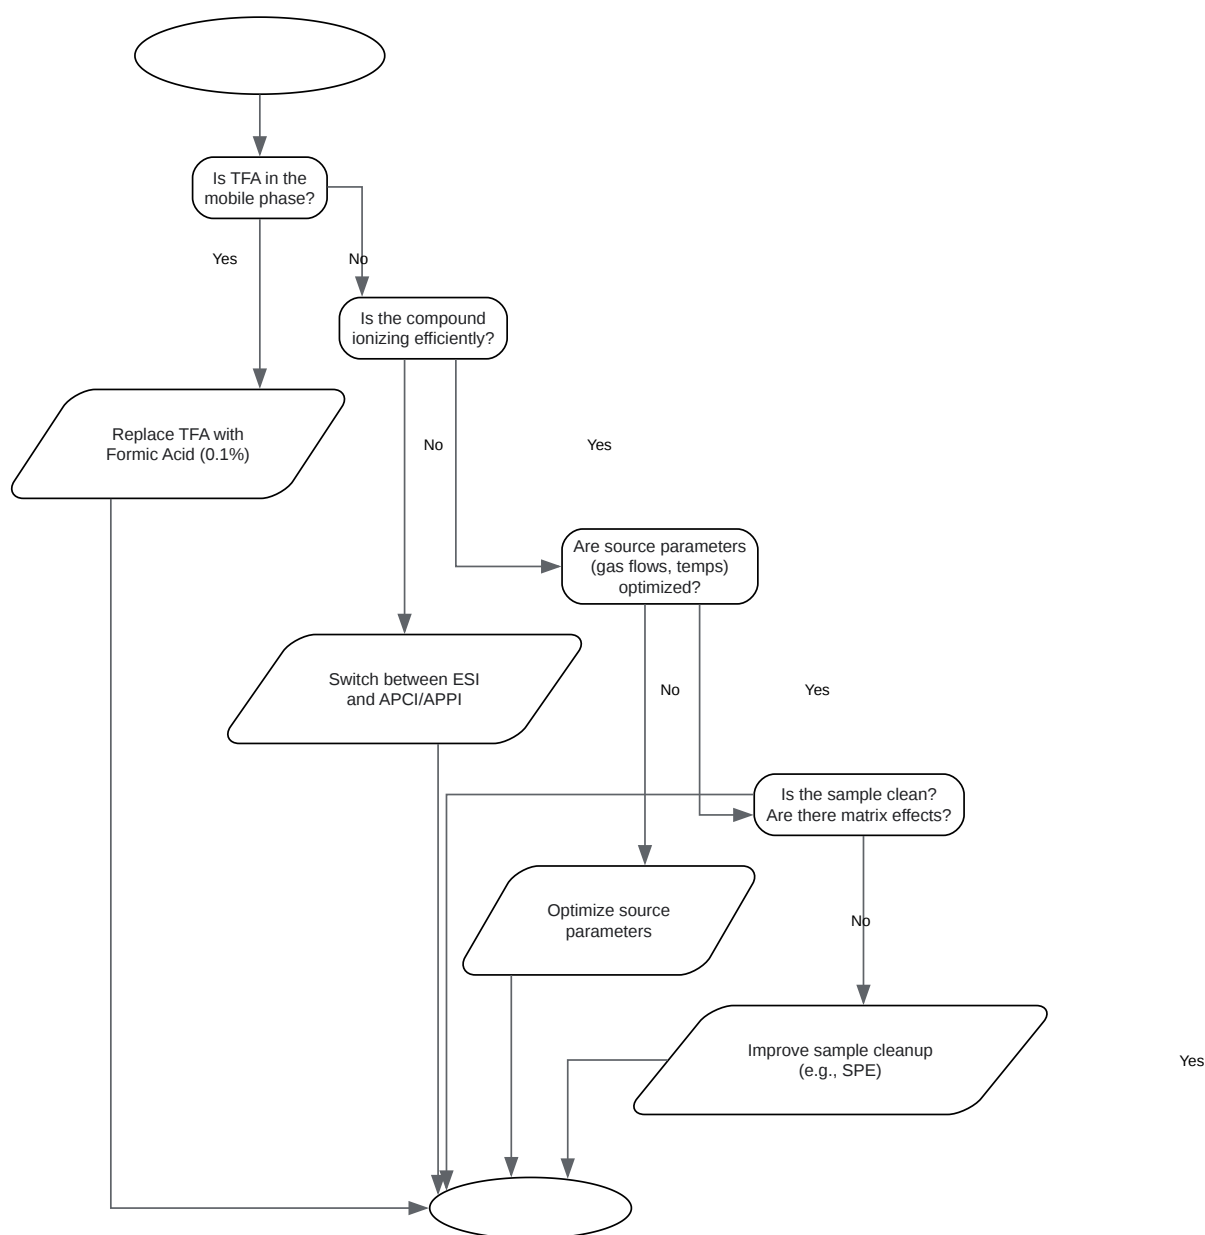 Is TFA in the
mobile phase?
Yes
No
Is the compound
ionizing efficiently?
Replace TFA with
Formic Acid (0.1%)
No
Yes
Are source parameters
(gas flows, temps)
optimized?
Switch between ESI
and APCI/APPI
No
Yes
Is the sample clean?
Are there matrix effects?
Optimize source
parameters
No
Improve sample cleanup
(e.g., SPE)
Yes